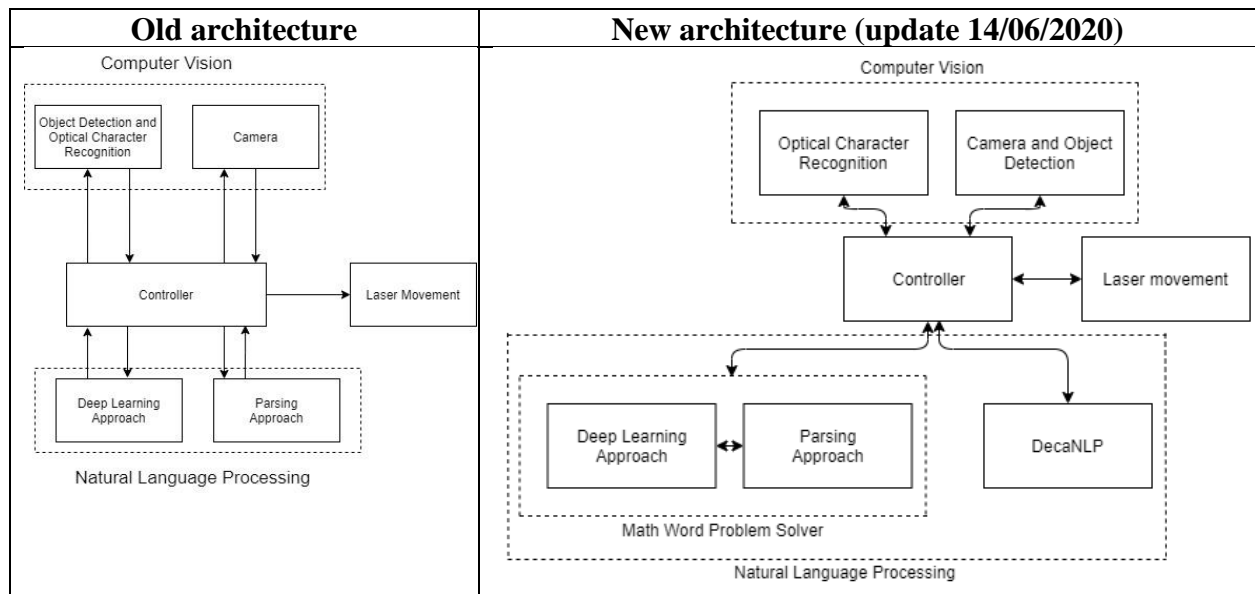 Old architecture
Computer Vision
Object Detection and
Optical Character
Recognition
Camera
Controller
Laser Movement
Deep Learning
Approach
Parsing
Approach
Natural Language Processing
New architecture (update 14/06/2020)
Computer Vision
Optical Character
Recognition
Camera and Object
Detection
Controller
Laser movement
Deep Learning
Approach
Parsing
Approach
DecaNLP
Math Word Problem Solver
Natural Language Processing